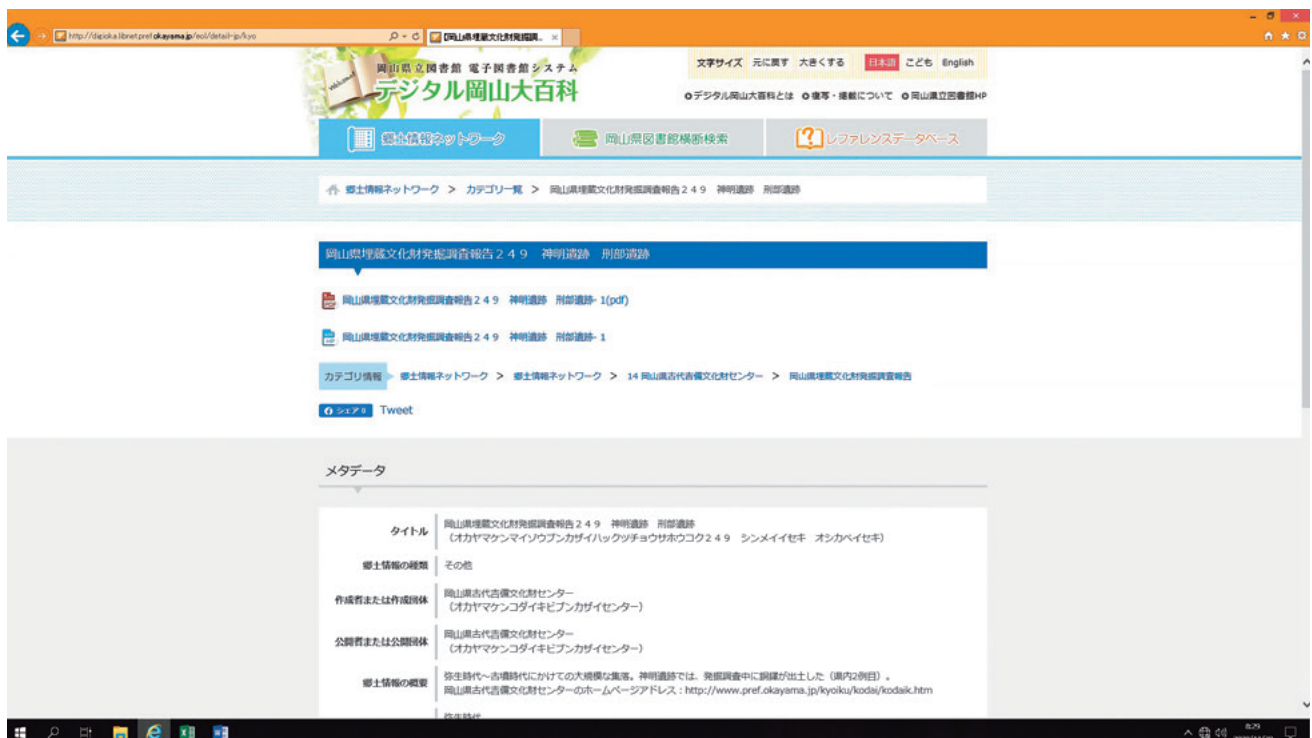 http://digioka.libnet.pref.okayama.jp/eol/detail-jp/kyo
岡山県立図書館 電子図書館システム
デジタル岡山大百科
文字サイズ 元に戻す 大きくする 日本語 こども English
デジタル岡山大百科とは 複写・掲載について 岡山県立図書館HP
郷土情報ネットワーク 岡山県図書館横断検索 レファレンスデータベース
郷土情報ネットワーク > カテゴリ一覧 > 岡山県埋蔵文化財発掘調査報告249 神明遺跡 刑部遺跡
岡山県埋蔵文化財発掘調査報告249 神明遺跡 刑部遺跡
岡山県埋蔵文化財発掘調査報告249 神明遺跡 刑部遺跡- 1(pdf)
岡山県埋蔵文化財発掘調査報告249 神明遺跡 刑部遺跡- 1
カテゴリ情報 郷土情報ネットワーク > 郷土情報ネットワーク > 14 岡山県古代吉備文化財センター > 岡山県埋蔵文化財発掘調査報告
シェア 0 Tweet
メタデータ
タイトル 岡山県埋蔵文化財発掘調査報告249 神明遺跡 刑部遺跡
(オカヤマケンマイゾウブンカザイハックツチョウサホウコク249 シンメイイセキ オシカベイセキ)
郷土情報の種類 その他
作成者または作成団体 岡山県古代吉備文化財センター
(オカヤマケンコダイキビブンカザイセンター)
公開者または公開団体 岡山県古代吉備文化財センター
(オカヤマケンコダイキビブンカザイセンター)
郷土情報の概要 弥生時代~古墳時代にかけての大規模な集落。神明遺跡では、発掘調査中に銅鐸が出土した(県内2例目)。
岡山県古代吉備文化財センターのホームページアドレス:http://www.pref.okayama.jp/kyoiku/kodai/kodaik.htm
弥生時代
8:29